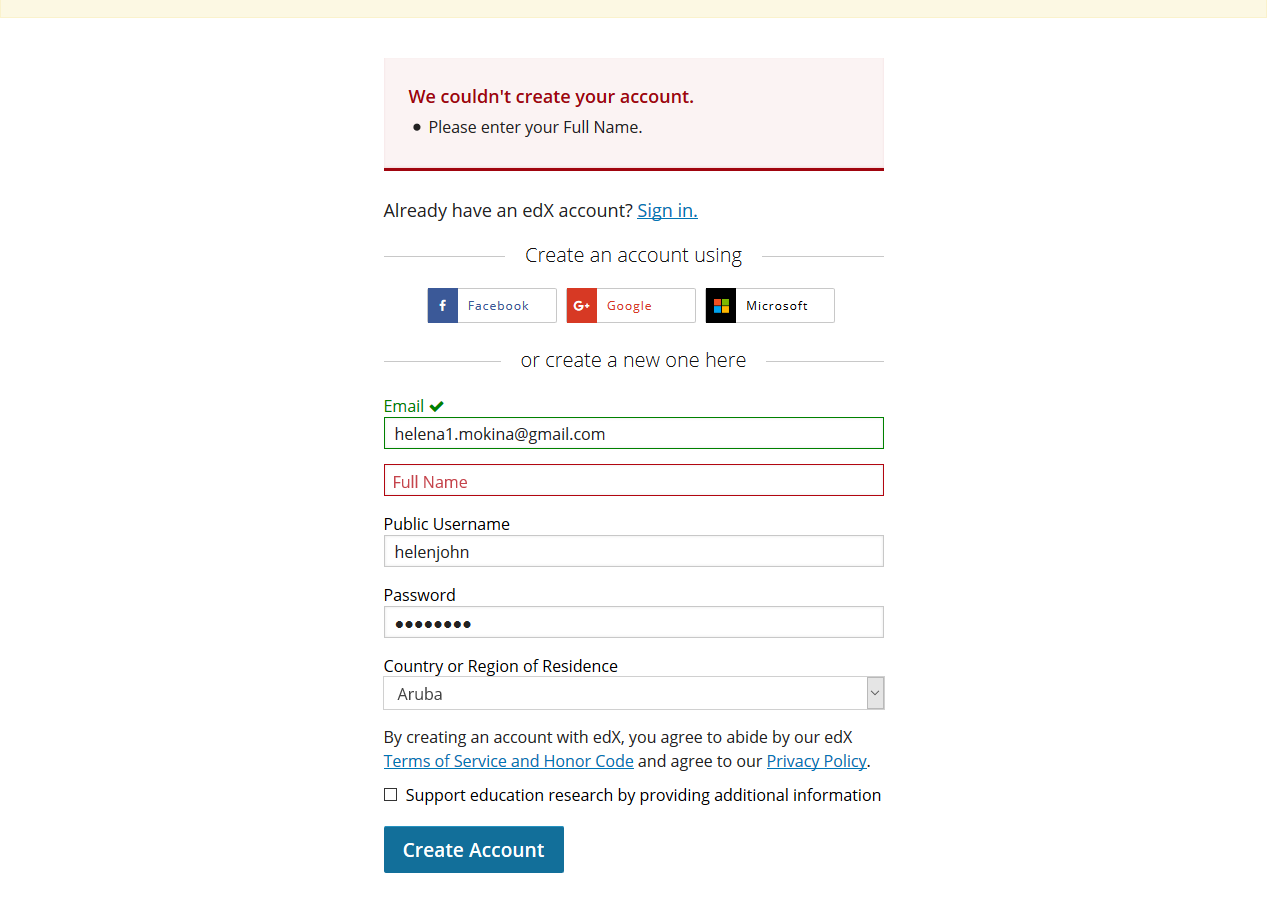 We couldn't create your account.
Please enter your Full Name.
Already have an edX account? Sign in.
Create an account using
Facebook
Google
Microsoft
or create a new one here
Email
helena1.mokina@gmail.com
Full Name
Public Username
helenjohn
Password
●●●●●●●●
Country or Region of Residence
Aruba
By creating an account with edX, you agree to abide by our edX
Terms of Service and Honor Code and agree to our Privacy Policy.
Support education research by providing additional information
Create Account